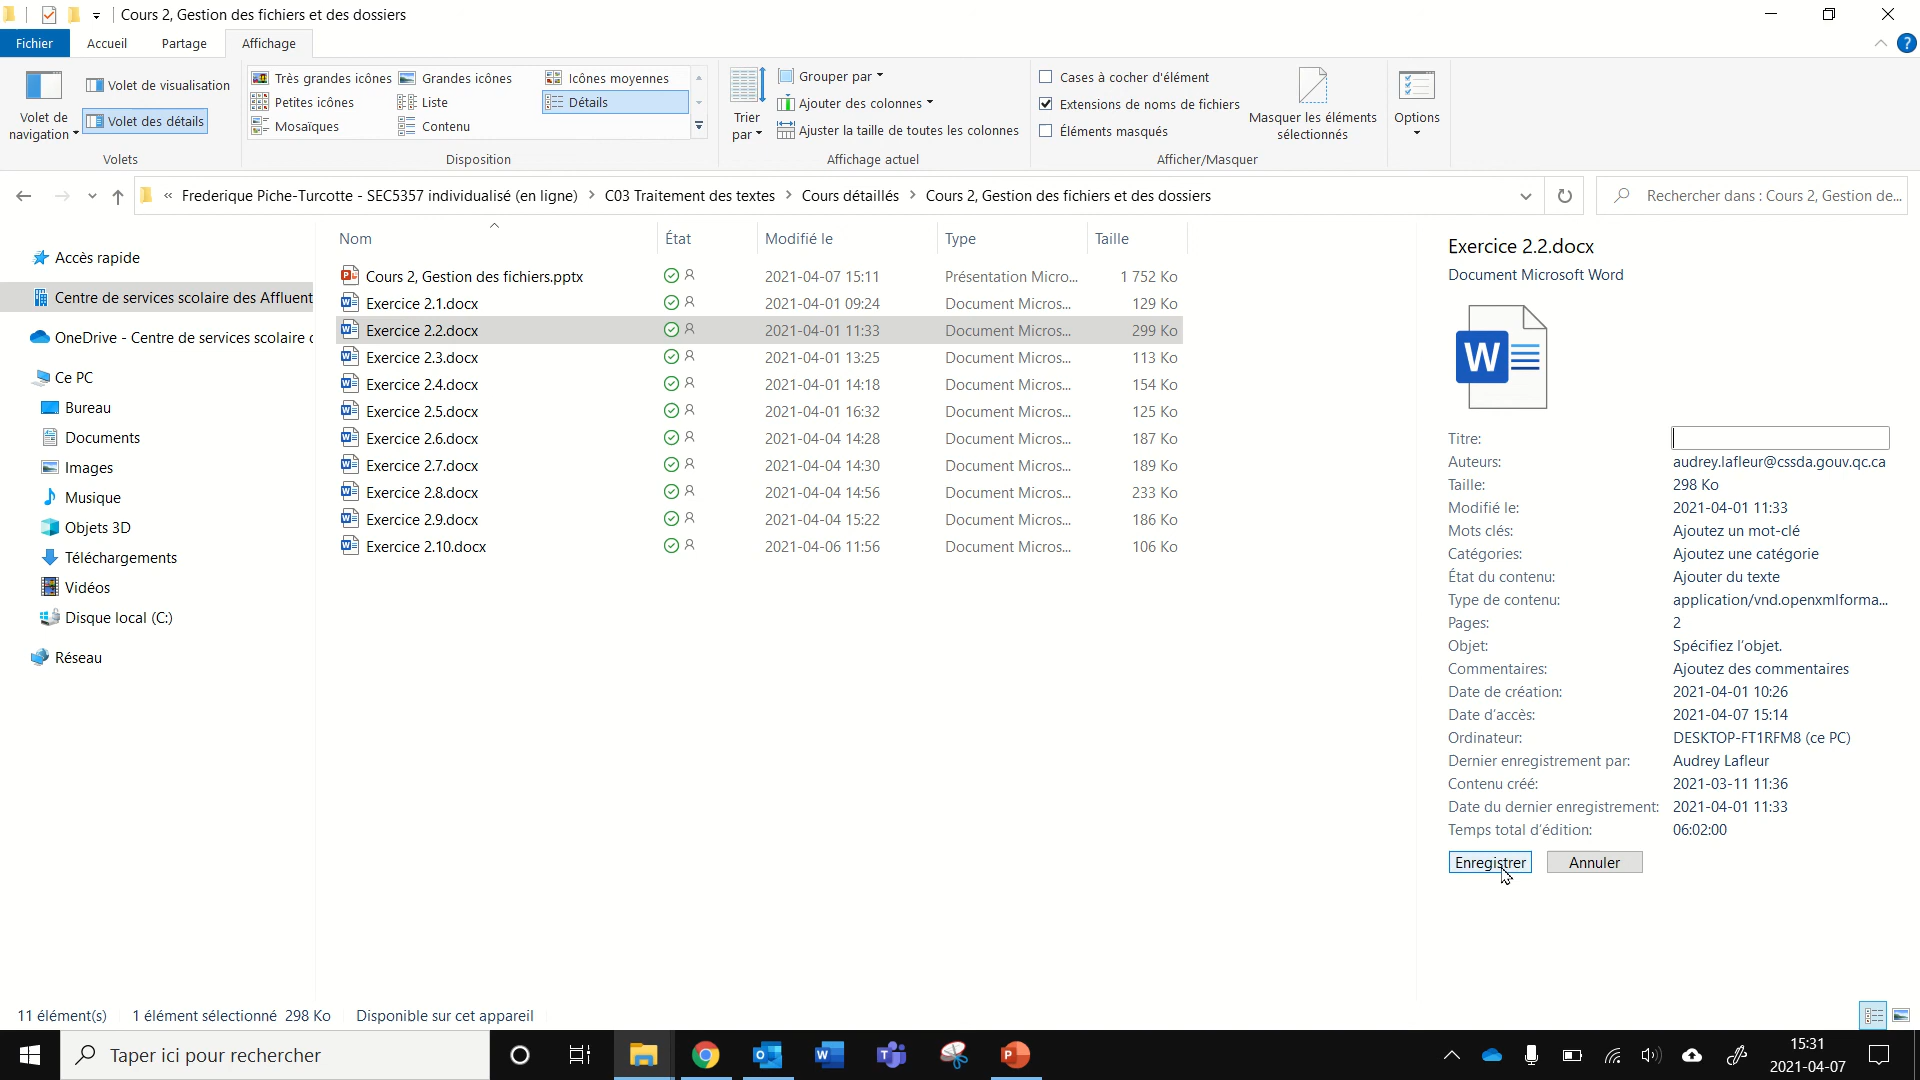 Cours 2, Gestion des fichiers et des dossiers
Fichier Accueil Partage Affichage
Volet de navigation
Volet de visualisation
Volet des détails
Volets
Très grandes icônes Grandes icônes Icônes moyennes
Petites icônes Liste Détails
Mosaïques Contenu
Disposition
Trier par
Grouper par
Ajouter des colonnes
Ajuster la taille de toutes les colonnes
Affichage actuel
Cases à cocher d'élément
Extensions de noms de fichiers
Éléments masqués
Masquer les éléments sélectionnés
Afficher/Masquer
Options
« Frederique Piche-Turcotte - SEC5357 individualisé (en ligne) > C03 Traitement des textes > Cours détaillés > Cours 2, Gestion des fichiers et des dossiers
Rechercher dans : Cours 2, Gestion de...
Accès rapide
Centre de services scolaire des Affluent
OneDrive - Centre de services scolaire
Ce PC
Bureau
Documents
Images
Musique
Objets 3D
Téléchargements
Vidéos
Disque local (C:)
Réseau
Nom État Modifié le Type Taille
Cours 2, Gestion des fichiers.pptx 2021-04-07 15:11 Présentation Micro... 1 752 Ko
Exercice 2.1.docx 2021-04-01 09:24 Document Micros... 129 Ko
Exercice 2.2.docx 2021-04-01 11:33 Document Micros... 299 Ko
Exercice 2.3.docx 2021-04-01 13:25 Document Micros... 113 Ko
Exercice 2.4.docx 2021-04-01 14:18 Document Micros... 154 Ko
Exercice 2.5.docx 2021-04-01 16:32 Document Micros... 125 Ko
Exercice 2.6.docx 2021-04-04 14:28 Document Micros... 187 Ko
Exercice 2.7.docx 2021-04-04 14:30 Document Micros... 189 Ko
Exercice 2.8.docx 2021-04-04 14:56 Document Micros... 233 Ko
Exercice 2.9.docx 2021-04-04 15:22 Document Micros... 186 Ko
Exercice 2.10.docx 2021-04-06 11:56 Document Micros... 106 Ko
Exercice 2.2.docx
Document Microsoft Word
Titre:
Auteurs: audrey.lafleur@cssda.gouv.qc.ca
Taille: 298 Ko
Modifié le: 2021-04-01 11:33
Mots clés: Ajoutez un mot-clé
Catégories: Ajoutez une catégorie
État du contenu: Ajouter du texte
Type de contenu: application/vnd.openxmlforma...
Pages: 2
Objet: Spécifiez l'objet.
Commentaires: Ajoutez des commentaires
Date de création: 2021-04-01 10:26
Date d'accès: 2021-04-07 15:14
Ordinateur: DESKTOP-FT1RFM8 (ce PC)
Dernier enregistrement par: Audrey Lafleur
Contenu créé: 2021-03-11 11:36
Date du dernier enregistrement: 2021-04-01 11:33
Temps total d'édition: 06:02:00
Enregistrer Annuler
11 élément(s) 1 élément sélectionné 298 Ko Disponible sur cet appareil
Taper ici pour rechercher
15:31
2021-04-07